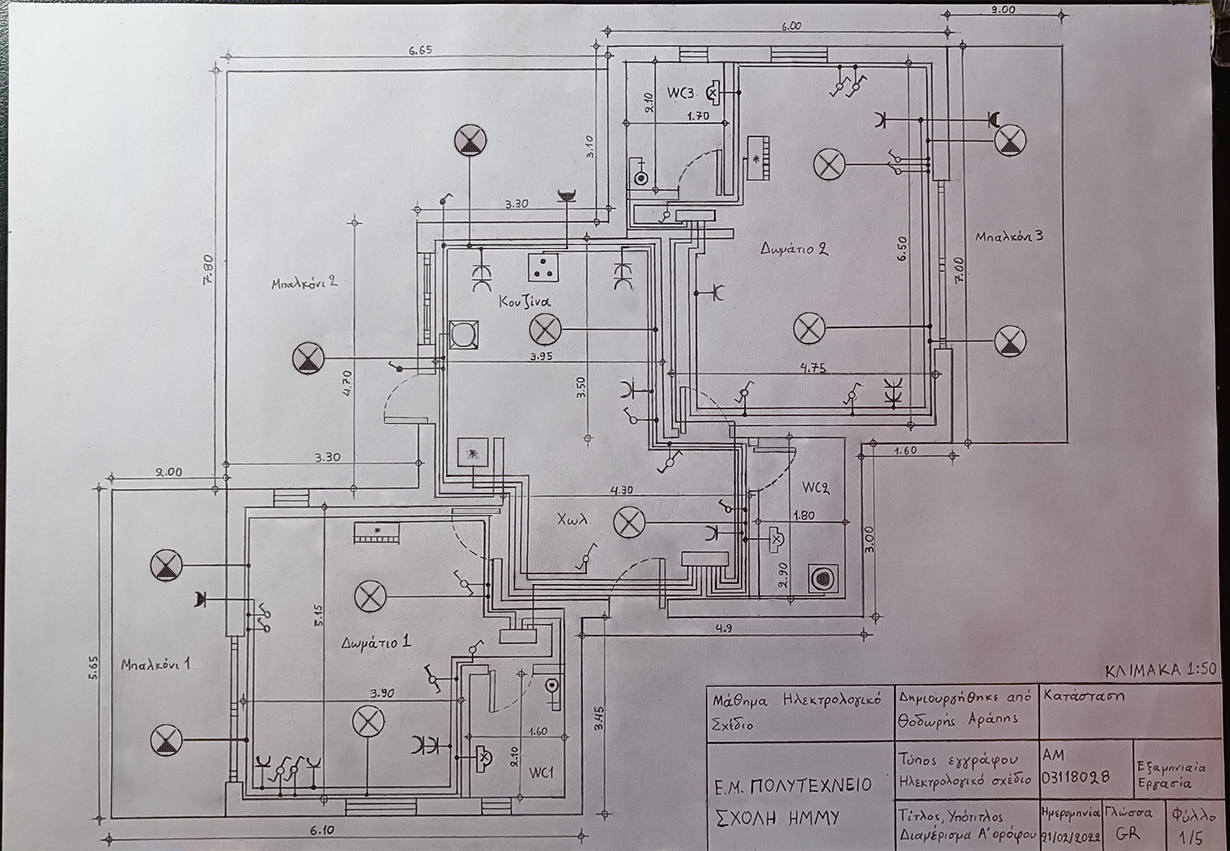 2.00
6.00
6.65
WC3
2.10
1.70
3.10
3.30
Δωμάτιο 2
6.50
Μπαλκόνι 3
7.00
7.80
Μπαλκόνι 2
Κουζίνα
3.95
4.75
3.50
4.70
3.30
2.00
1.60
4.30
WC2
Χωλ
1.80
3.00
2.90
5.15
4.9
Δωμάτιο 1
Μπαλκόνι 1
5.65
3.90
1.60
3.45
2.10
WC1
6.10
ΚΛΙΜΑΚΑ 1:50
Μάθημα Ηλεκτρολογικό
Σχέδιο
Δημιουργήθηκε από
Θοδωρής Αράπης
Κατάσταση
Ε.Μ. ΠΟΛΥΤΕΧΝΕΙΟ
ΣΧΟΛΗ ΗΜΜΥ
Τύπος εγγράφου
Ηλεκτρολογικό σχέδιο
ΑΜ
03118028
Εξαμηνιαία
Εργασία
Τίτλος, Υπότιτλος
Διαμέρισμα Α' ορόφου
Ημερομηνία
21/02/2022
Γλώσσα
GR
Φύλλο
1/5